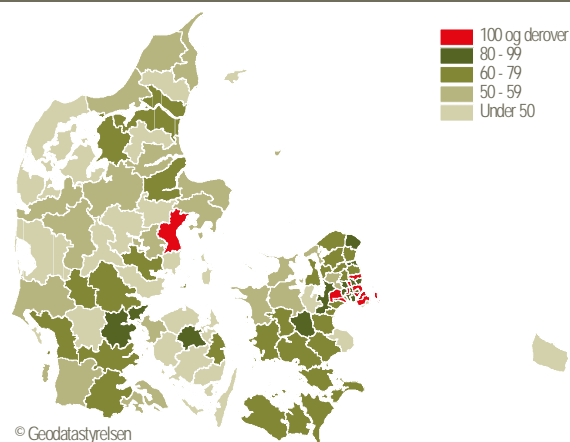 100 og derover
80 - 99
60 - 79
50 - 59
Under 50
© Geodatastyrelsen